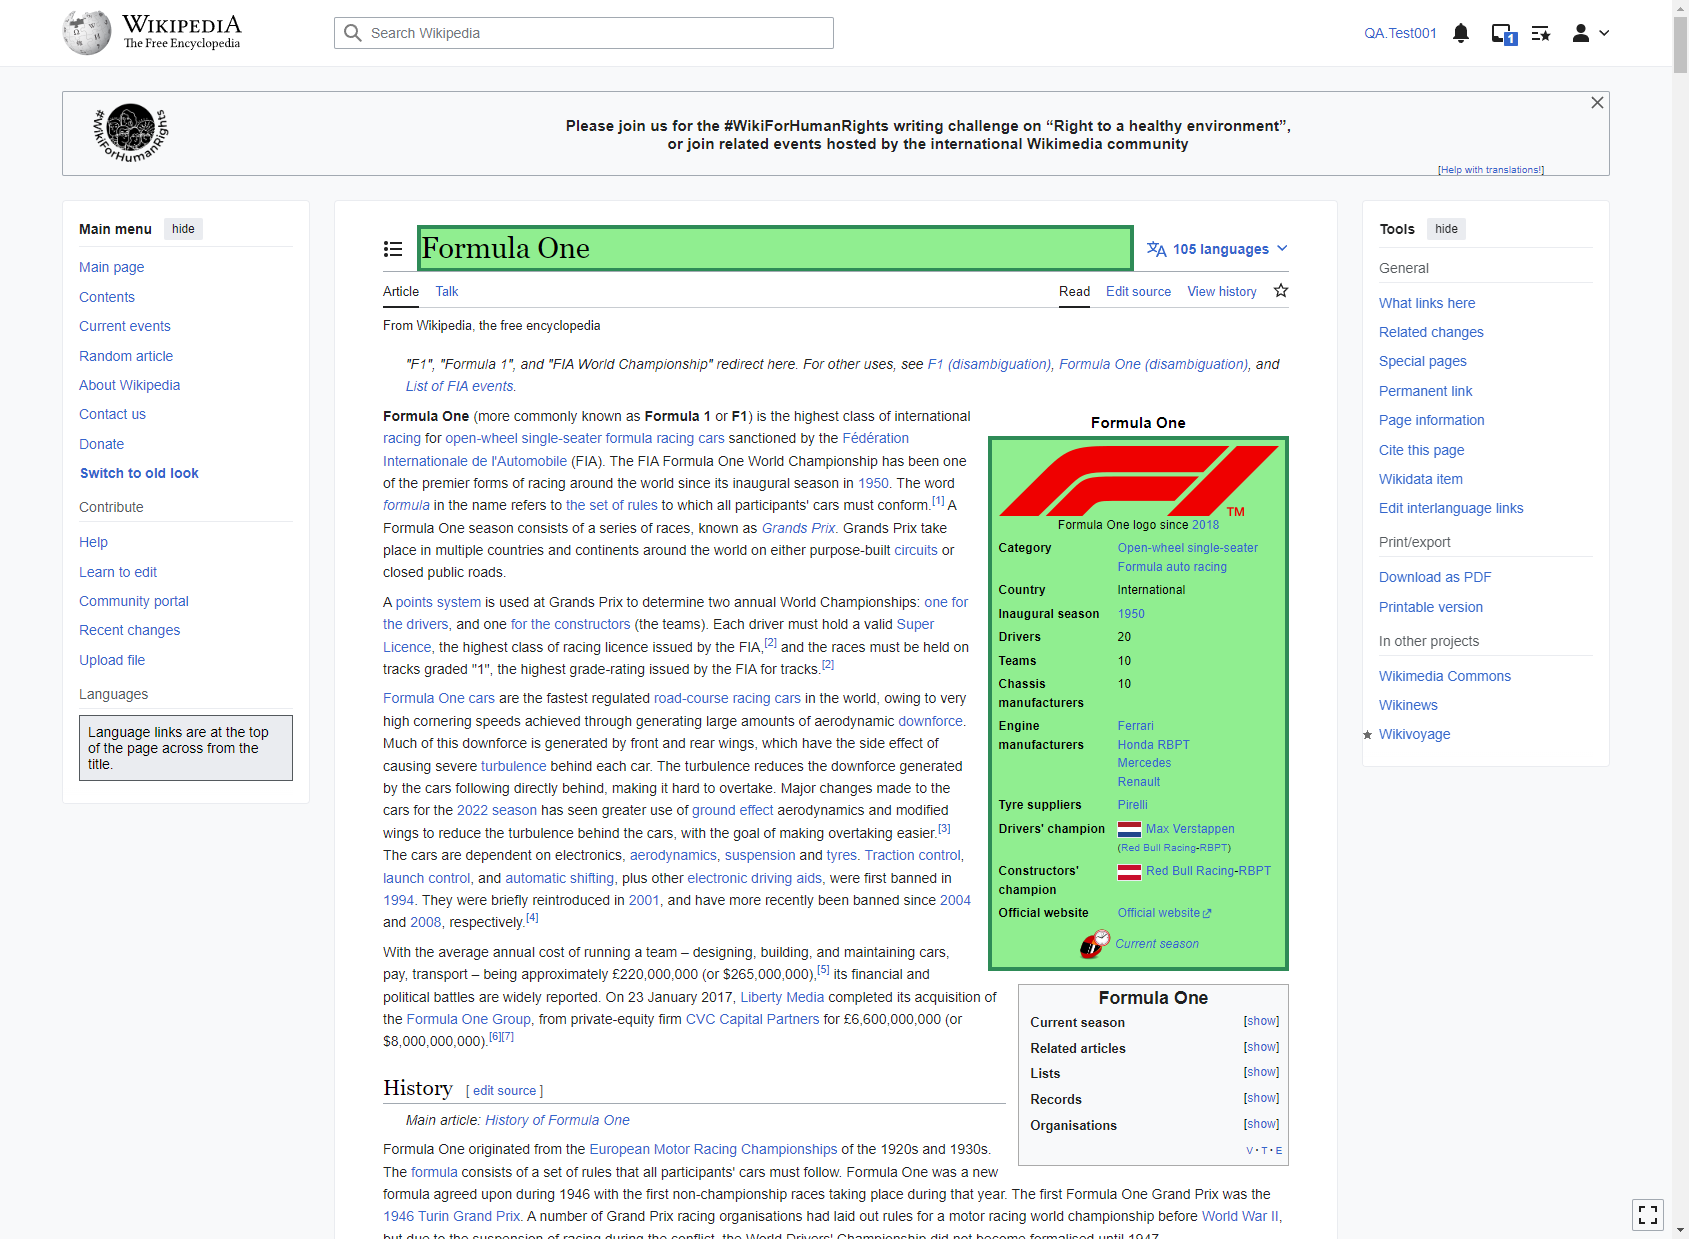 WIKIPEDIA
The Free Encyclopedia
Search Wikipedia
QA.Test001
1
#WikiForHumanRights
Please join us for the #WikiForHumanRights writing challenge on “Right to a healthy environment”,
or join related events hosted by the international Wikimedia community
[Help with translations!]
Main menu hide
Main page
Contents
Current events
Random article
About Wikipedia
Contact us
Donate
Switch to old look
Contribute
Help
Learn to edit
Community portal
Recent changes
Upload file
Languages
Language links are at the top
of the page across from the
title.
Formula One
105 languages
Article Talk
Read Edit source View history
From Wikipedia, the free encyclopedia
"F1", "Formula 1", and "FIA World Championship" redirect here. For other uses, see F1 (disambiguation), Formula One (disambiguation), and
List of FIA events.
Formula One (more commonly known as Formula 1 or F1) is the highest class of international
racing for open-wheel single-seater formula racing cars sanctioned by the Fédération
Internationale de l'Automobile (FIA). The FIA Formula One World Championship has been one
of the premier forms of racing around the world since its inaugural season in 1950. The word
formula in the name refers to the set of rules to which all participants' cars must conform.[1] A
Formula One season consists of a series of races, known as Grands Prix. Grands Prix take
place in multiple countries and continents around the world on either purpose-built circuits or
closed public roads.
A points system is used at Grands Prix to determine two annual World Championships: one for
the drivers, and one for the constructors (the teams). Each driver must hold a valid Super
Licence, the highest class of racing licence issued by the FIA,[2] and the races must be held on
tracks graded "1", the highest grade-rating issued by the FIA for tracks.[2]
Formula One cars are the fastest regulated road-course racing cars in the world, owing to very
high cornering speeds achieved through generating large amounts of aerodynamic downforce.
Much of this downforce is generated by front and rear wings, which have the side effect of
causing severe turbulence behind each car. The turbulence reduces the downforce generated
by the cars following directly behind, making it hard to overtake. Major changes made to the
cars for the 2022 season has seen greater use of ground effect aerodynamics and modified
wings to reduce the turbulence behind the cars, with the goal of making overtaking easier.[3]
The cars are dependent on electronics, aerodynamics, suspension and tyres. Traction control,
launch control, and automatic shifting, plus other electronic driving aids, were first banned in
1994. They were briefly reintroduced in 2001, and have more recently been banned since 2004
and 2008, respectively.[4]
With the average annual cost of running a team – designing, building, and maintaining cars,
pay, transport – being approximately £220,000,000 (or $265,000,000),[5] its financial and
political battles are widely reported. On 23 January 2017, Liberty Media completed its acquisition of
the Formula One Group, from private-equity firm CVC Capital Partners for £6,600,000,000 (or
$8,000,000,000).[6][7]
History [ edit source ]
Main article: History of Formula One
Formula One originated from the European Motor Racing Championships of the 1920s and 1930s.
The formula consists of a set of rules that all participants' cars must follow. Formula One was a new
formula agreed upon during 1946 with the first non-championship races taking place during that year. The first Formula One Grand Prix was the
1946 Turin Grand Prix. A number of Grand Prix racing organisations had laid out rules for a motor racing world championship before World War II,
but due to the suspension of racing during the conflict, the World Drivers' Championship did not become formalised until 1947.
Formula One
TM
Formula One logo since 2018
Category Open-wheel single-seater
Formula auto racing
Country International
Inaugural season 1950
Drivers 20
Teams 10
Chassis 10
manufacturers
Engine Ferrari
manufacturers Honda RBPT
Mercedes
Renault
Tyre suppliers Pirelli
Drivers' champion Max Verstappen
(Red Bull Racing-RBPT)
Constructors' Red Bull Racing-RBPT
champion
Official website Official website
Current season
Formula One
Current season [show]
Related articles [show]
Lists [show]
Records [show]
Organisations [show]
V · T · E
Tools hide
General
What links here
Related changes
Special pages
Permanent link
Page information
Cite this page
Wikidata item
Edit interlanguage links
Print/export
Download as PDF
Printable version
In other projects
Wikimedia Commons
Wikinews
Wikivoyage